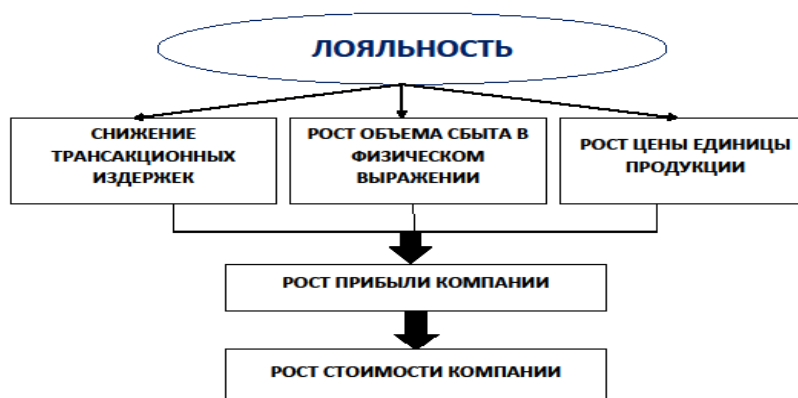 ЛОЯЛЬНОСТЬ
СНИЖЕНИЕ
ТРАНСАКЦИОННЫХ
ИЗДЕРЖЕК
РОСТ ОБЪЕМА СБЫТА В
ФИЗИЧЕСКОМ
ВЫРАЖЕНИИ
РОСТ ЦЕНЫ ЕДИНИЦЫ
ПРОДУКЦИИ
РОСТ ПРИБЫЛИ КОМПАНИИ
РОСТ СТОИМОСТИ КОМПАНИИ